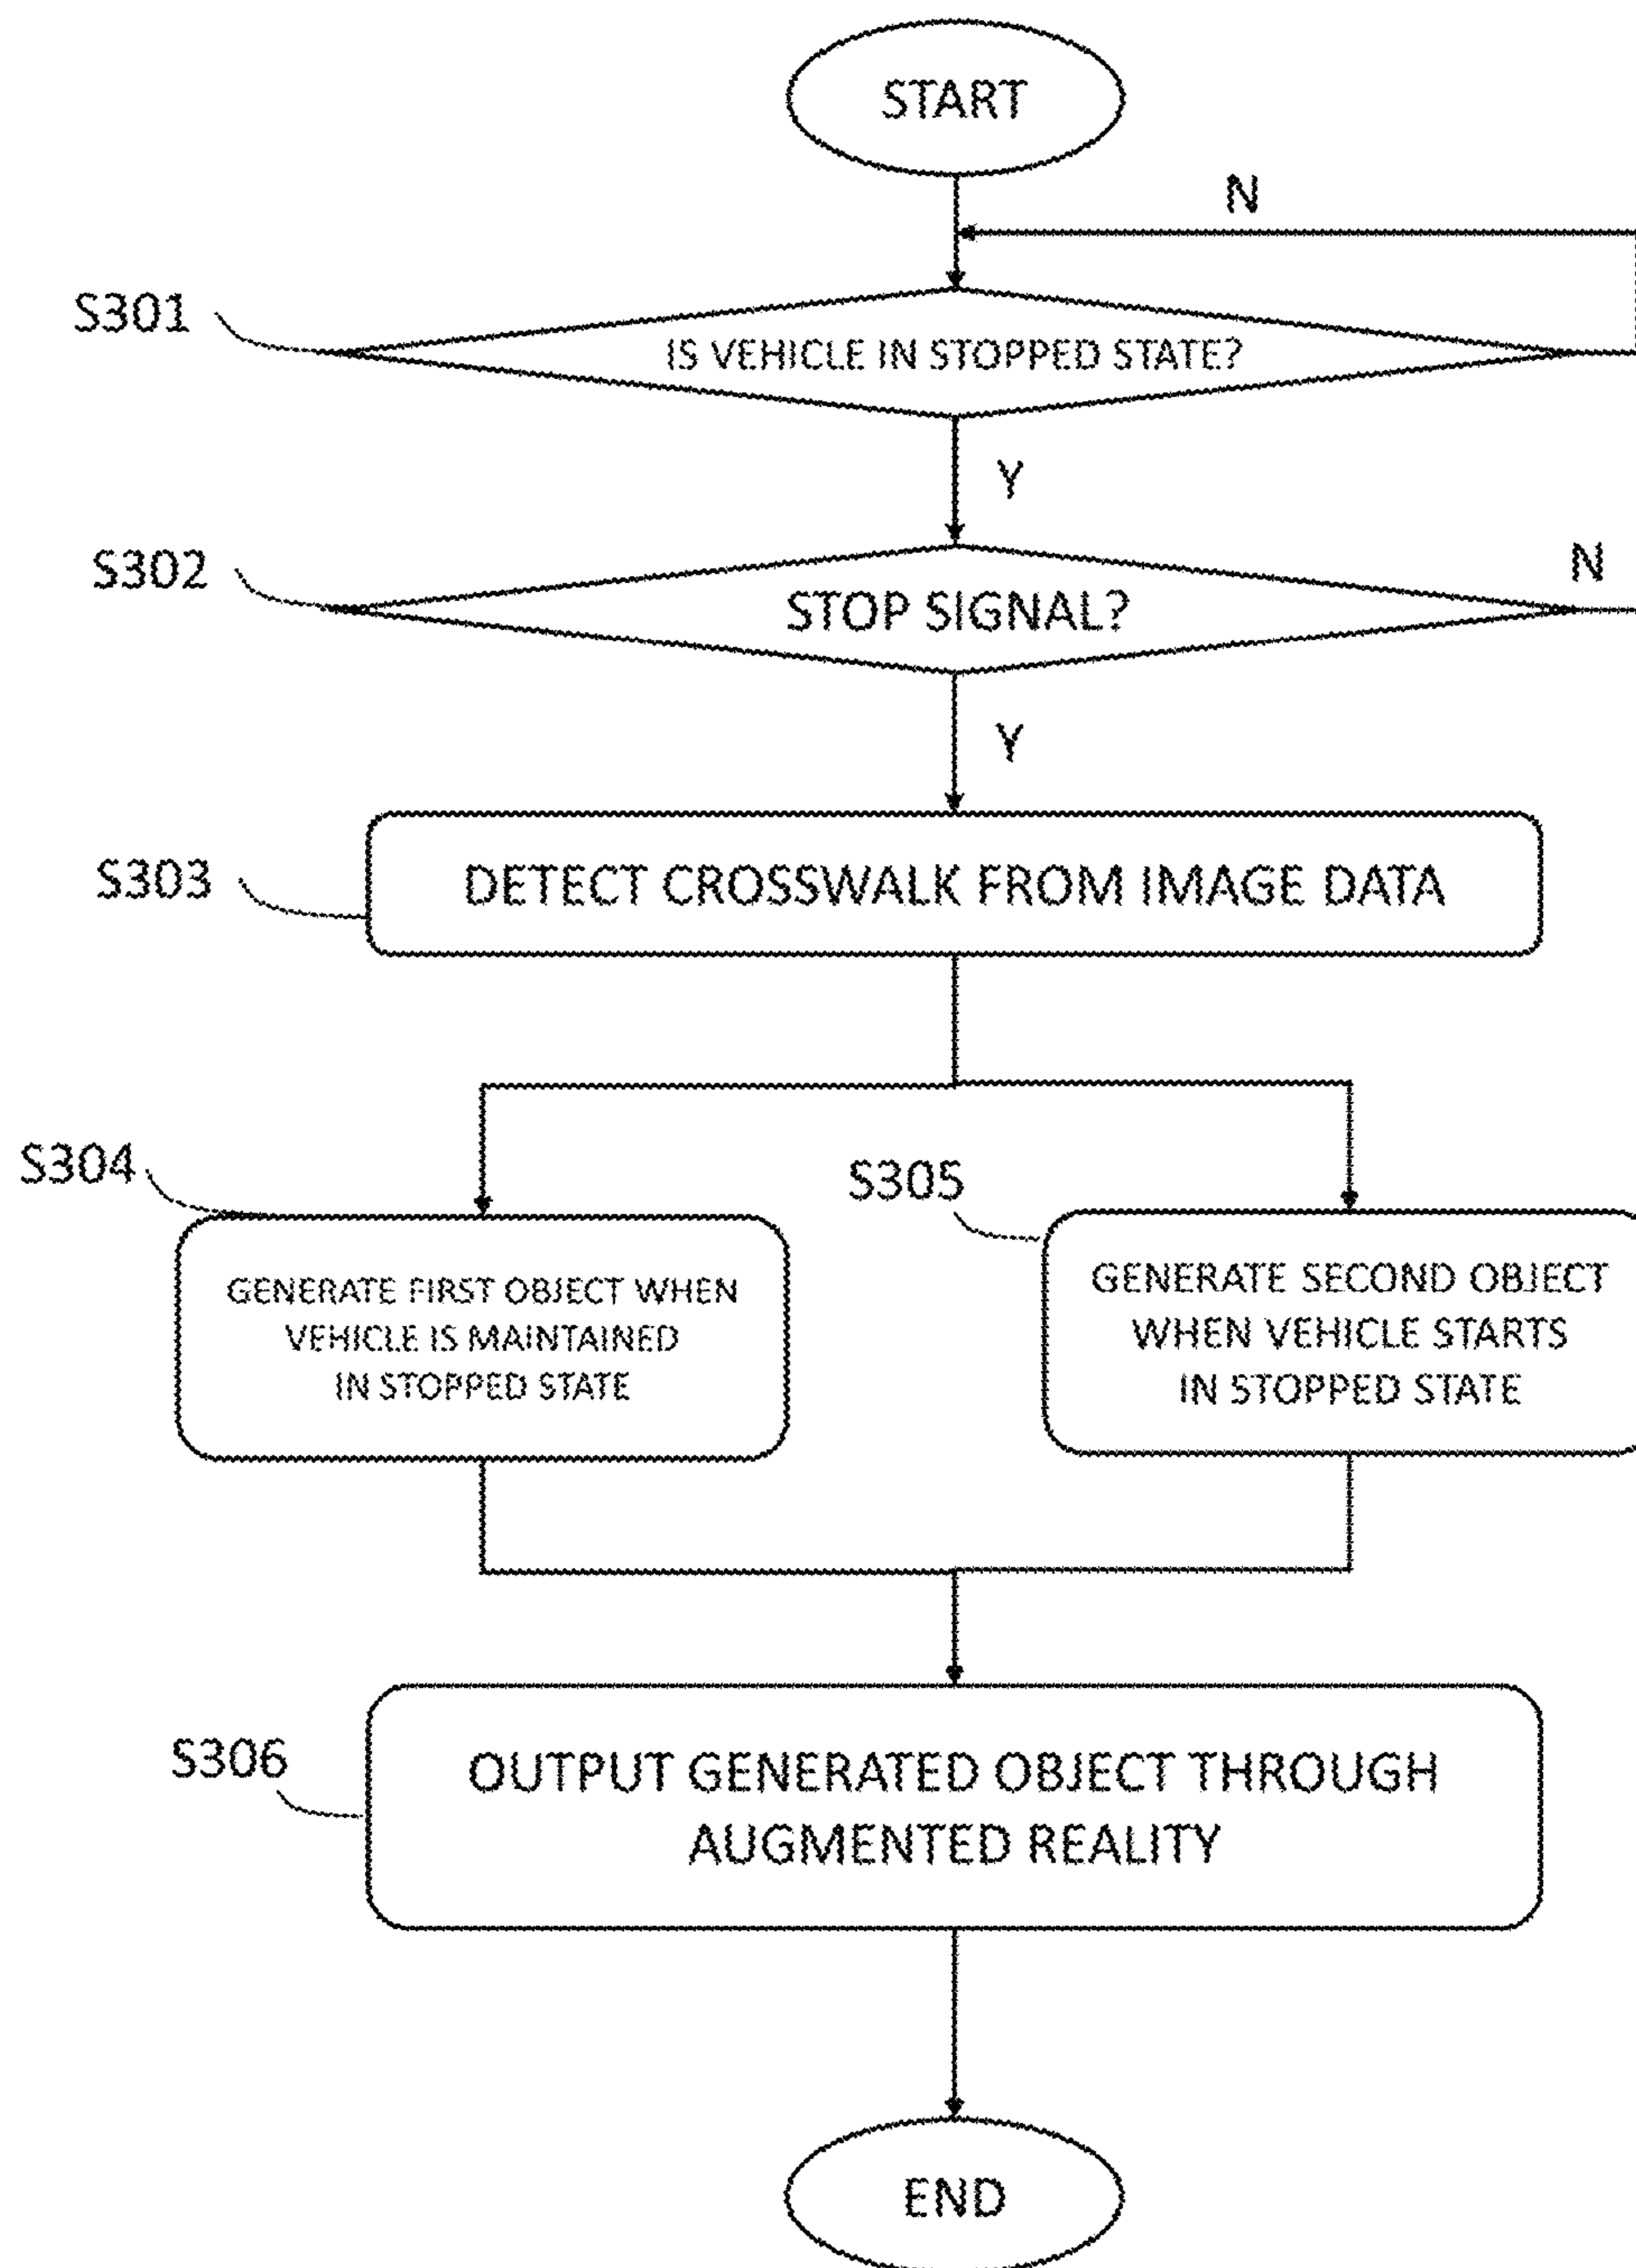 START
N
S301
IS VEHICLE IN STOPPED STATE?
Y
S302
STOP SIGNAL?
N
Y
S303
DETECT CROSSWALK FROM IMAGE DATA
S304
GENERATE FIRST OBJECT WHEN
VEHICLE IS MAINTAINED
IN STOPPED STATE
S305
GENERATE SECOND OBJECT
WHEN VEHICLE STARTS
IN STOPPED STATE
S306
OUTPUT GENERATED OBJECT THROUGH
AUGMENTED REALITY
END